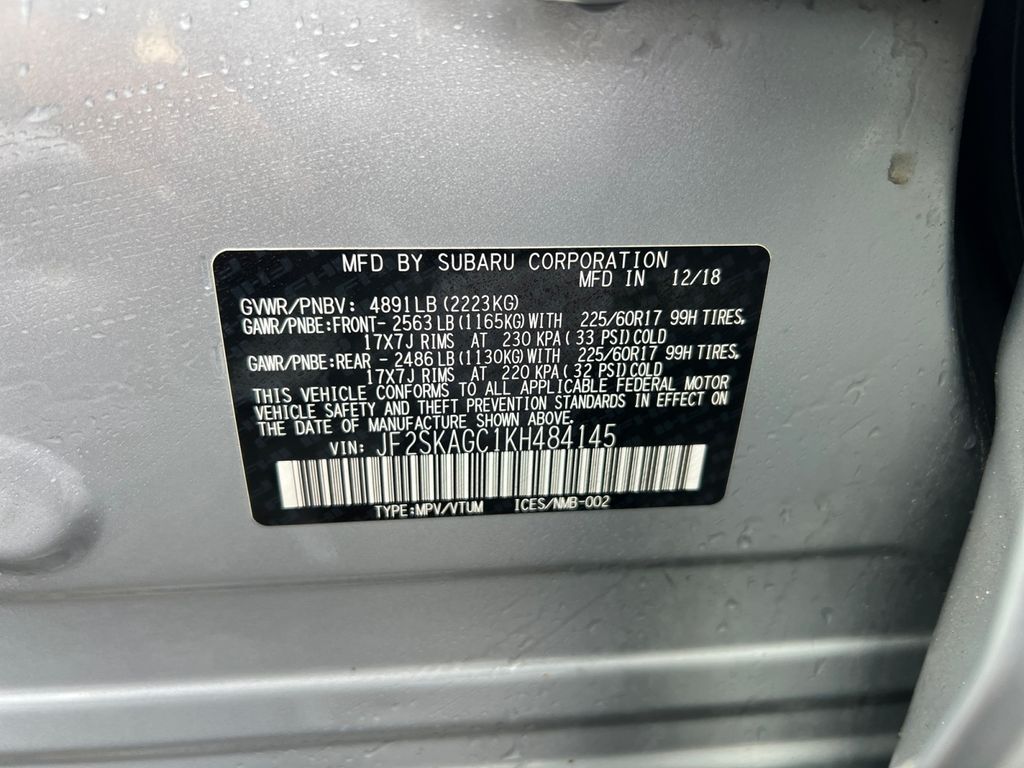 MFD BY SUBARU CORPORATION
MFD IN 12/18
GVWR/PNBV: 4891LB(2223KG)
GAWR/PNBE:FRONT- 2563LB(1165KG)WITH 225/60R17 99H TIRES,
17X7J RIMS AT 230 KPA( 33 PSI)COLD
GAWR/PNBE:REAR - 2486LB(1130KG)WITH 225/60R17 99H TIRES,
17X7J RIMS AT 220 KPA( 32 PSI)COLD
THIS VEHICLE CONFORMS TO ALL APPLICABLE FEDERAL MOTOR
VEHICLE SAFETY AND THEFT PREVENTION STANDARDS IN EFFECT ON
THE DATE OF MANUFACTURE SHOWN ABOVE.
VIN: JF2SKAGC1KH484145
TYPE:MPV/VTUM ICES/NMB-002